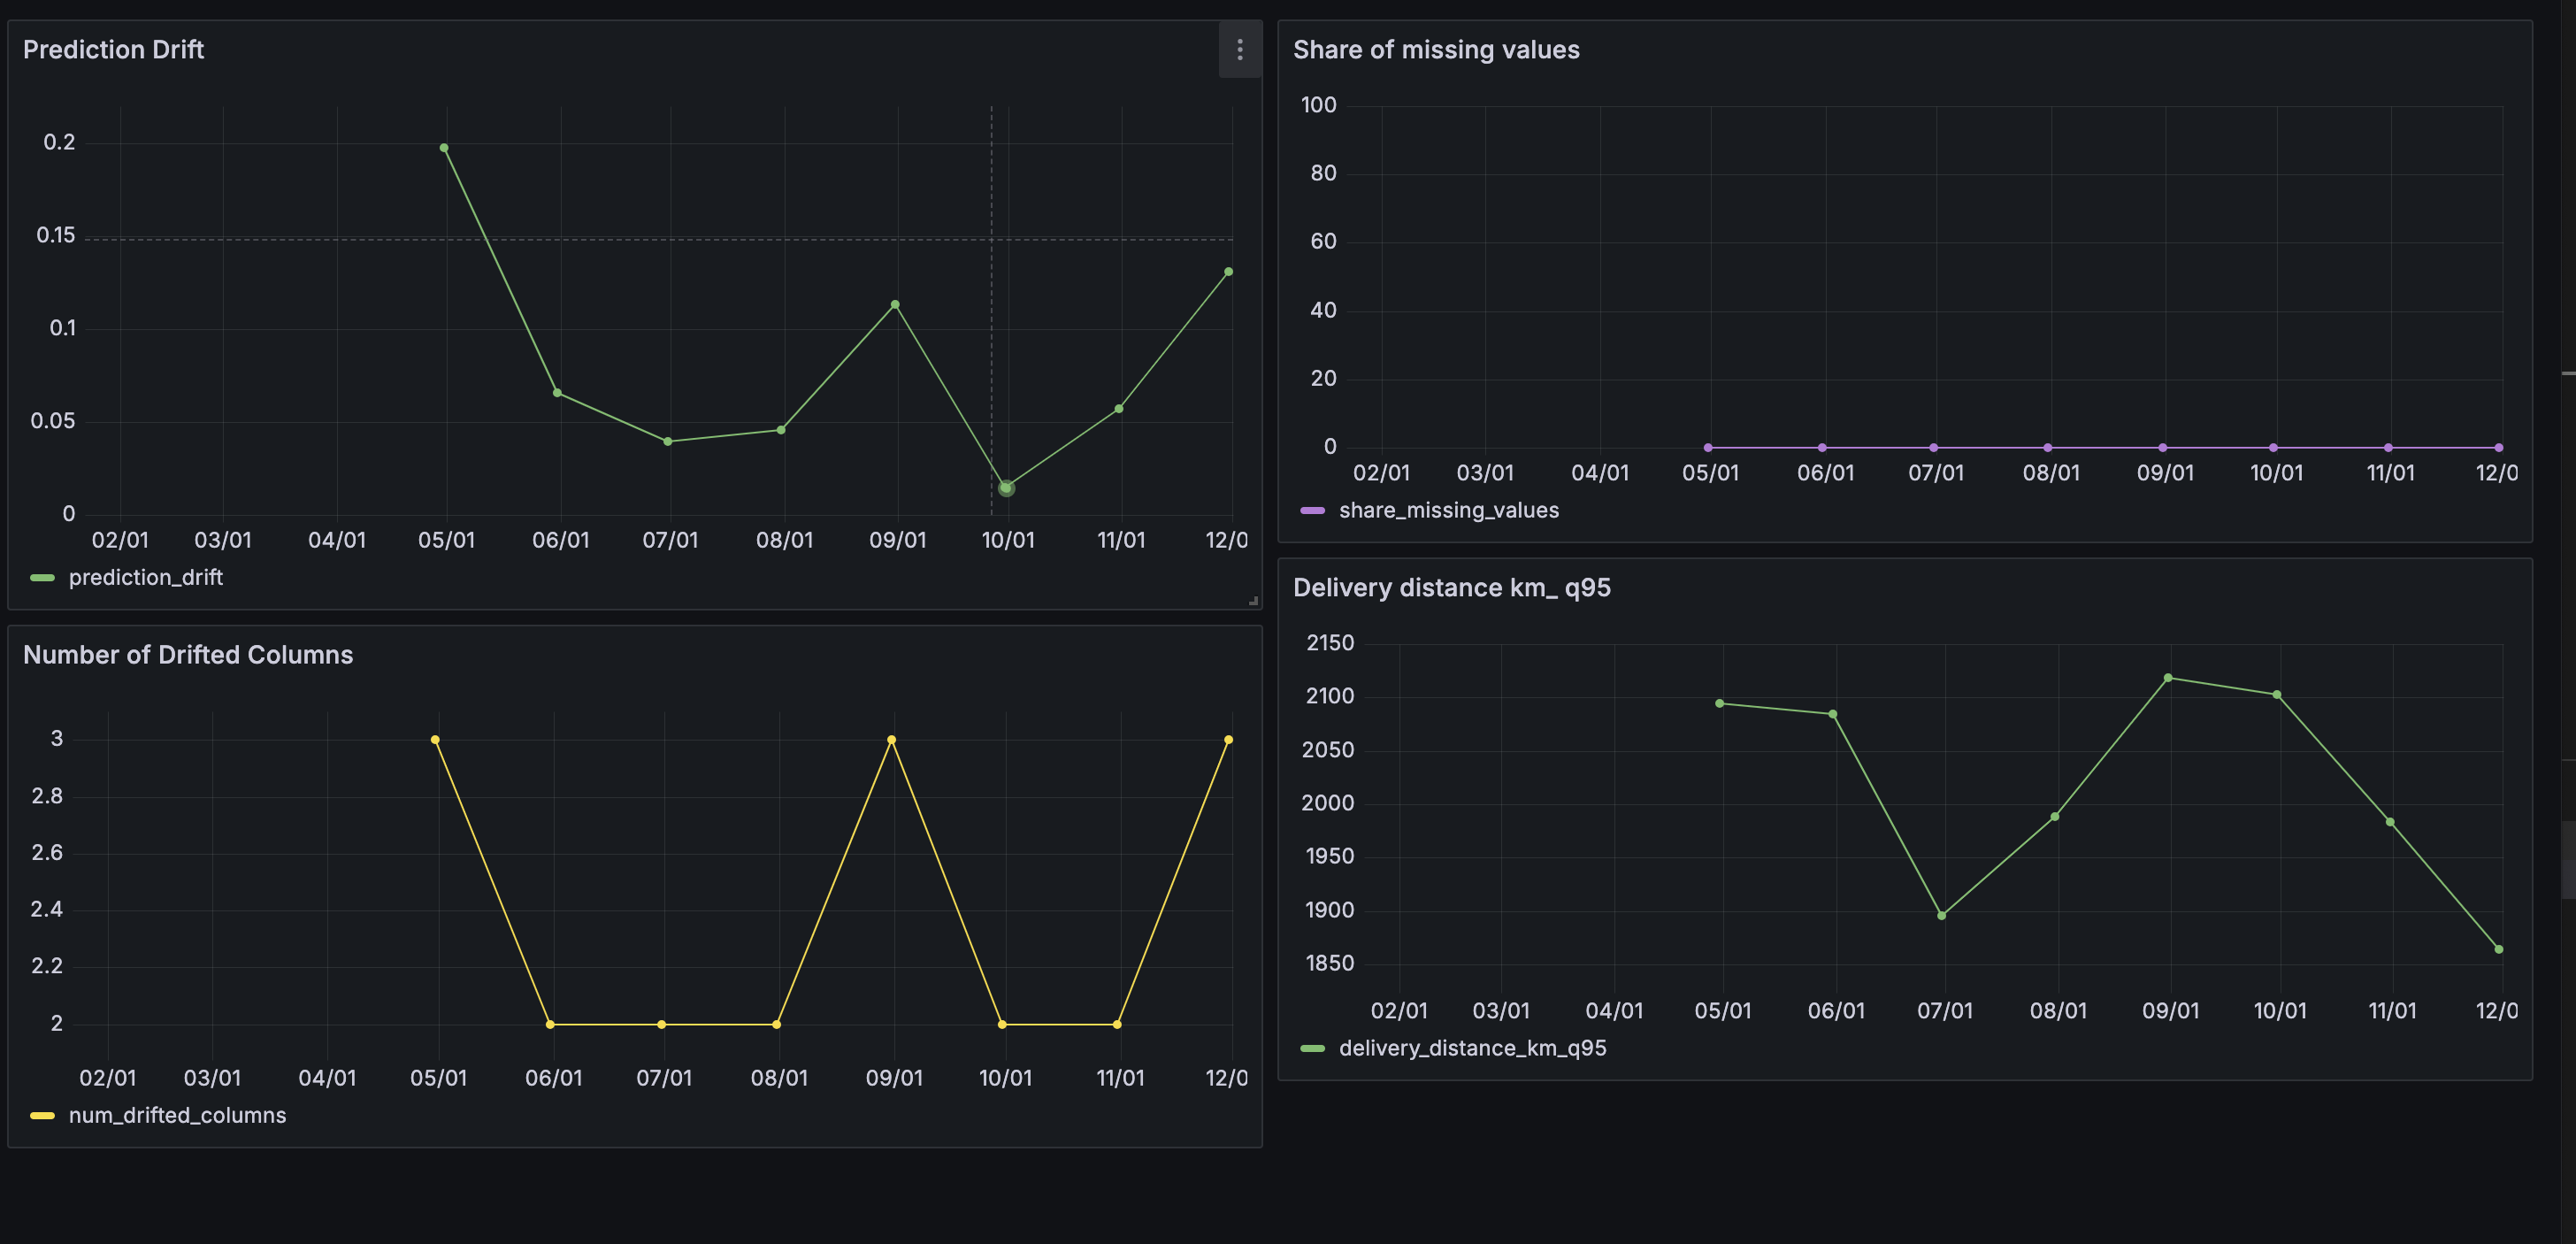 Prediction Drift
0.2
0.15
0.1
0.05
0
02/01 03/01 04/01 05/01 06/01 07/01 08/01 09/01 10/01 11/01 12/0
prediction_drift
Share of missing values
100
80
60
40
20
0
02/01 03/01 04/01 05/01 06/01 07/01 08/01 09/01 10/01 11/01 12/0
share_missing_values
Number of Drifted Columns
3
2.8
2.6
2.4
2.2
2
02/01 03/01 04/01 05/01 06/01 07/01 08/01 09/01 10/01 11/01 12/0
num_drifted_columns
Delivery distance km_ q95
2150
2100
2050
2000
1950
1900
1850
02/01 03/01 04/01 05/01 06/01 07/01 08/01 09/01 10/01 11/01 12/0
delivery_distance_km_q95